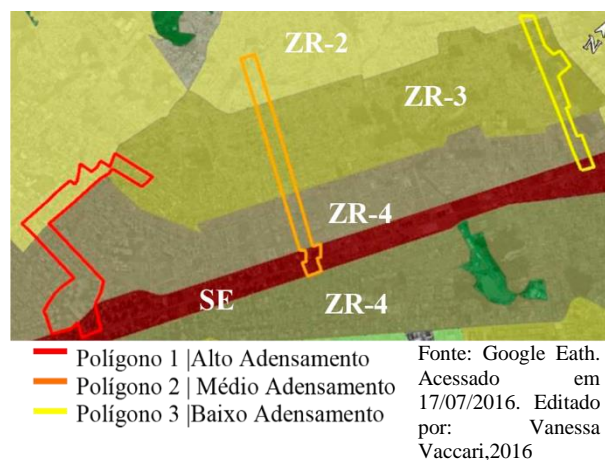 ZR-2
ZR-3
ZR-4
SE
ZR-4
N
Polígono 1 |Alto Adensamento
Polígono 2 | Médio Adensamento
Polígono 3 |Baixo Adensamento
Fonte: Google Eath.
Acessado em
17/07/2016. Editado
por: Vanessa
Vaccari,2016